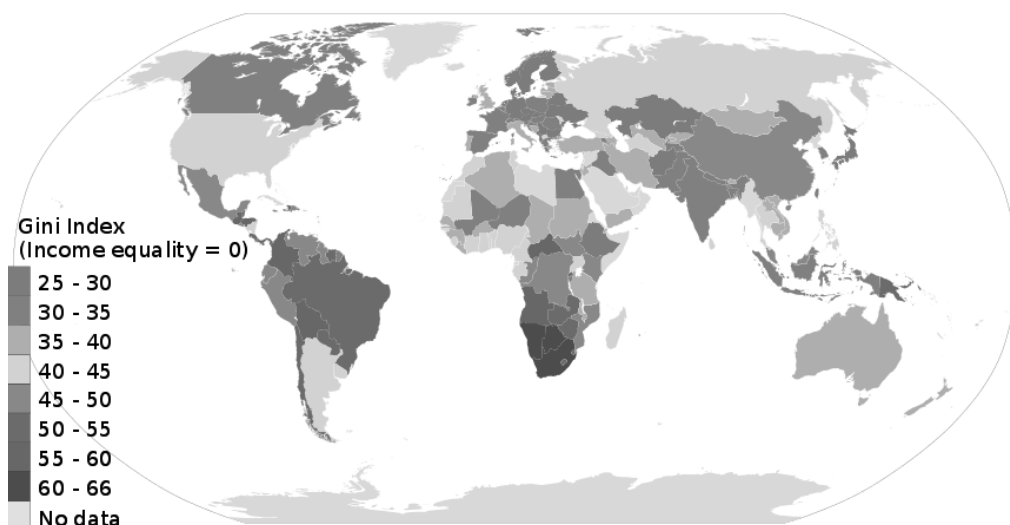 Gini Index
(Income equality = 0)
25 - 30
30 - 35
35 - 40
40 - 45
45 - 50
50 - 55
55 - 60
60 - 66
No data